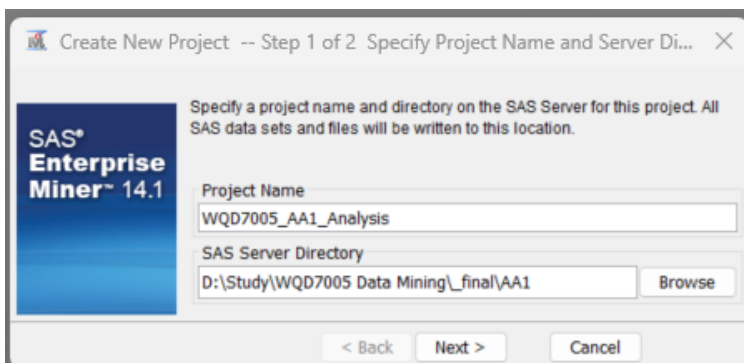 Create New Project -- Step 1 of 2 Specify Project Name and Server Di...
Specify a project name and directory on the SAS Server for this project. All
SAS data sets and files will be written to this location.
SAS®
Enterprise
Miner™ 14.1
Project Name
WQD7005_AA1_Analysis
SAS Server Directory
D:\Study\WQD7005 Data Mining\_final\AA1
Browse
< Back
Next >
Cancel